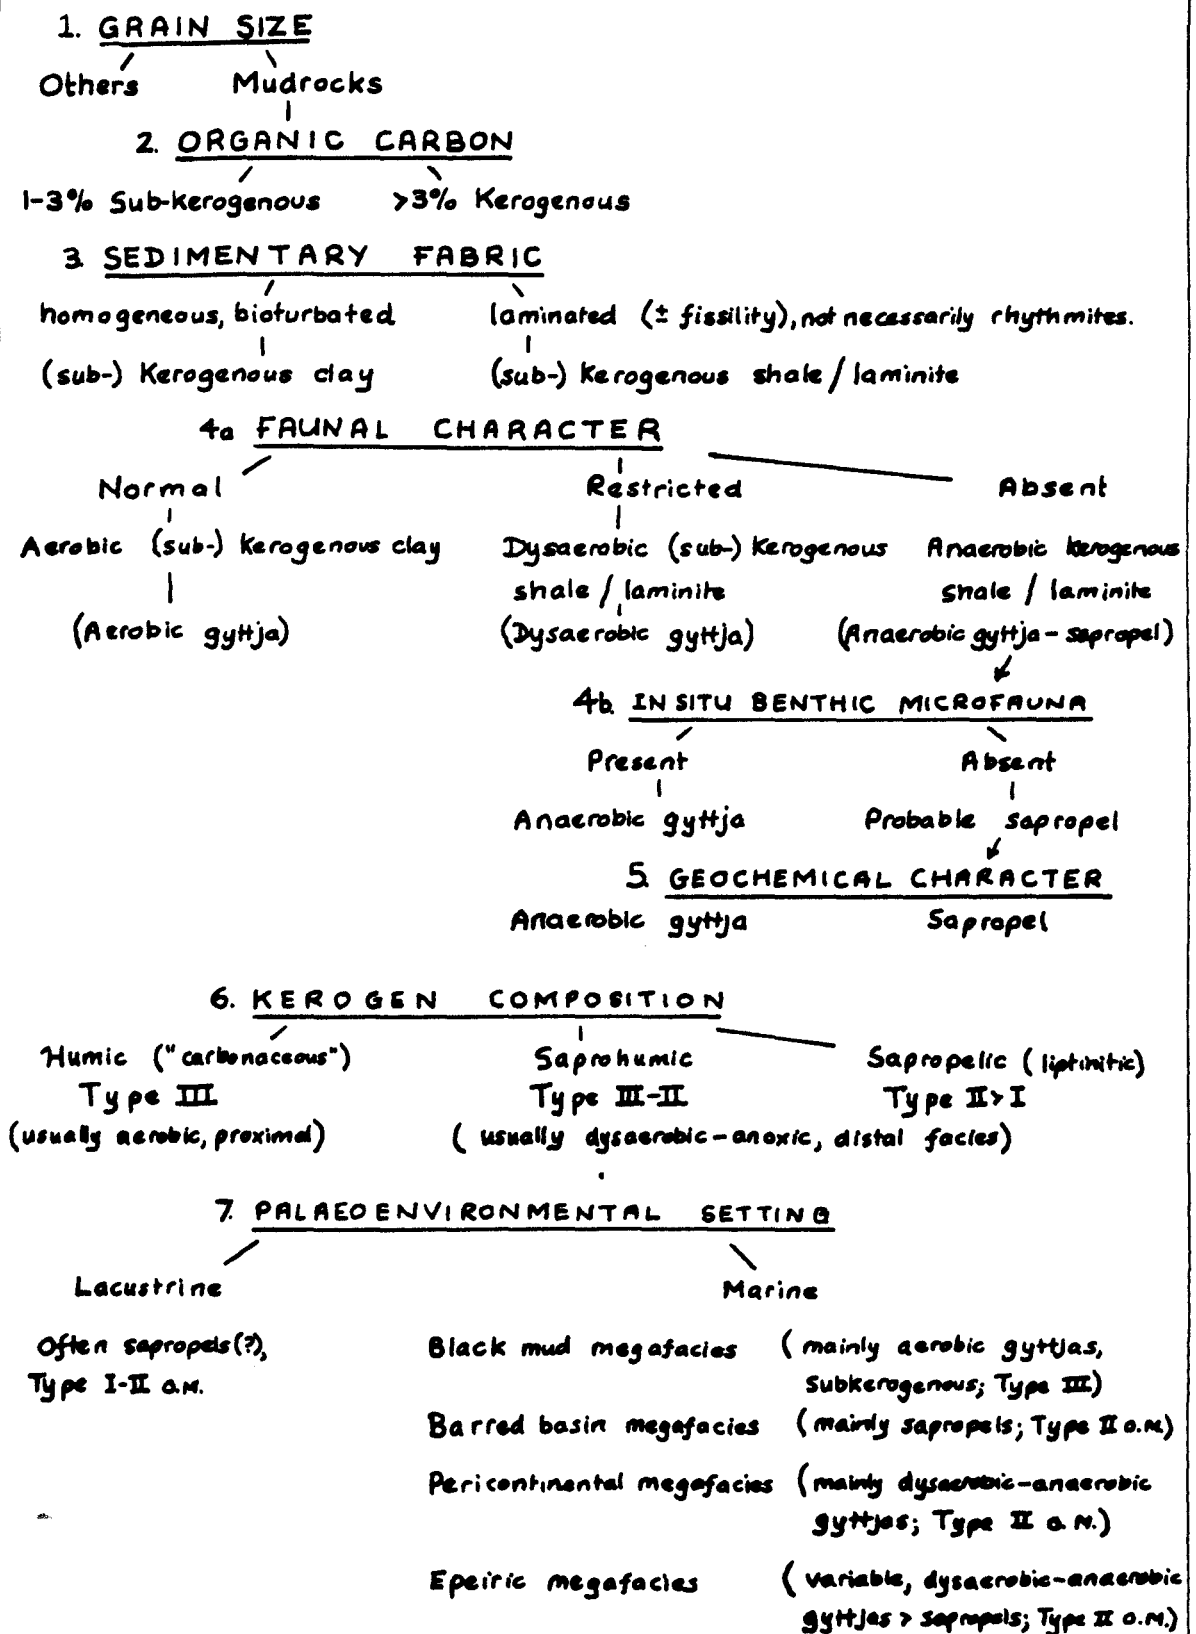 1. GRAIN SIZE
Others Mudrocks
2. ORGANIC CARBON
1-3% Sub-kerogenous >3% Kerogenous
3 SEDIMENTARY FABRIC
homogeneous, bioturbated laminated (± fissility), not necessarily rhythmites.
(sub-) Kerogenous clay (sub-) Kerogenous shale / laminite
4a FAUNAL CHARACTER
Normal Restricted Absent
Aerobic (sub-) Kerogenous clay Dysaerobic (sub-) Kerogenous Anaerobic kerogenous
shale / laminite shale / laminite
(Aerobic gyttja) (Dysaerobic gyttja) (Anaerobic gyttja - sapropel)
4b. IN SITU BENTHIC MICROFAUNA
Present Absent
Anaerobic gyttja Probable sapropel
5. GEOCHEMICAL CHARACTER
Anaerobic gyttja Sapropel
6. KEROGEN COMPOSITION
Humic ("carbonaceous") Saprohumic Sapropelic (liptinitic)
Type III Type III-II Type II>I
(usually aerobic, proximal) (usually dysaerobic-anoxic, distal facies)
7. PALAEOENVIRONMENTAL SETTING
Lacustrine Marine
Often sapropels(?), Black mud megafacies (mainly aerobic gyttjas,
Type I-II O.M. Subkerogenous; Type III)
Barred basin megafacies (mainly sapropels; Type II O.M.)
Pericontinental megafacies (mainly dysaerobic-anaerobic
gyttjas; Type II O.M.)
Epeiric megafacies (variable, dysaerobic-anaerobic
gyttjas > sapropels; Type II O.M.)